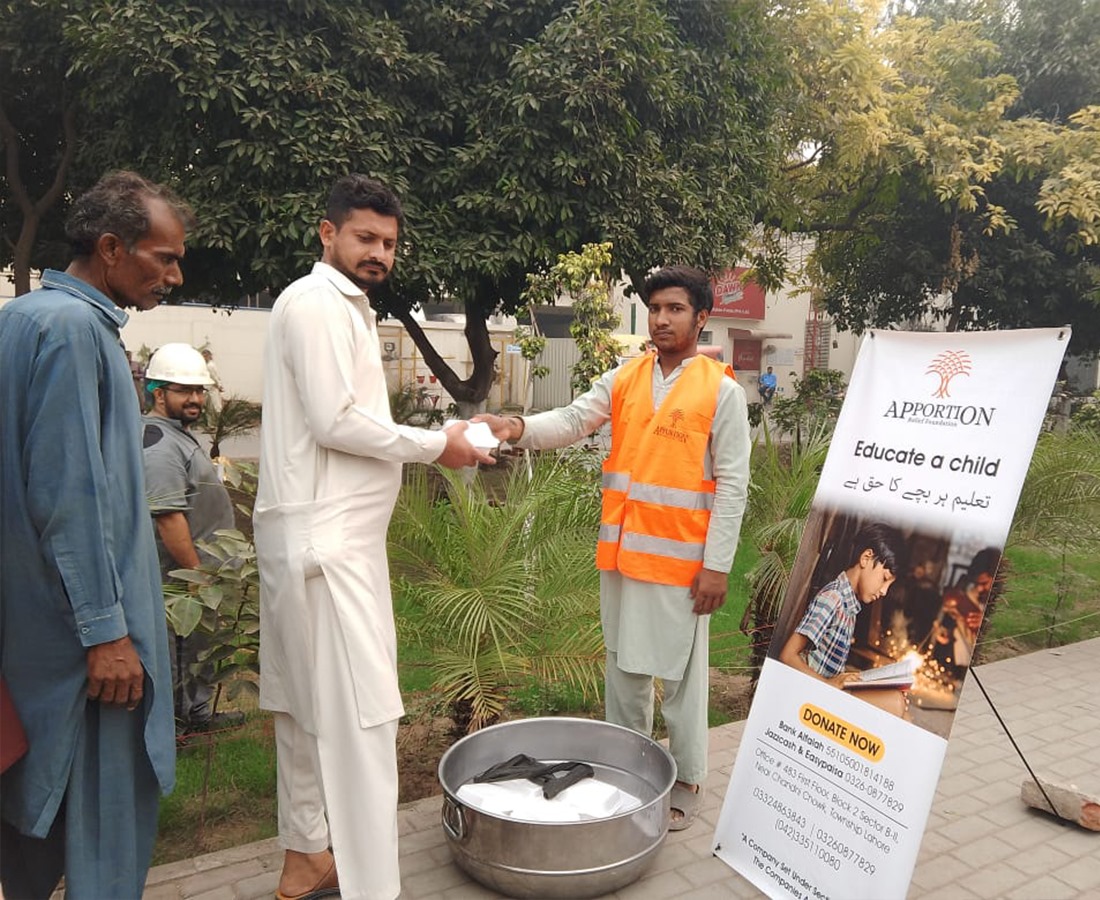 DAWN
APPORTION
Relief Foundation
APPORTION
Educate a child
تعلیم ہر بچے کا حق ہے
DONATE NOW
Bank Alfalah 55105001814188
Jazzcash & Easypaisa 0326-0877829
Office # 483 First Floor, Block 2 Sector B-II,
Near Chandni Chowk, Township Lahore
03324863843 | 03260877829
(042)35110080
"A Company Set Under Sec
The Companies A